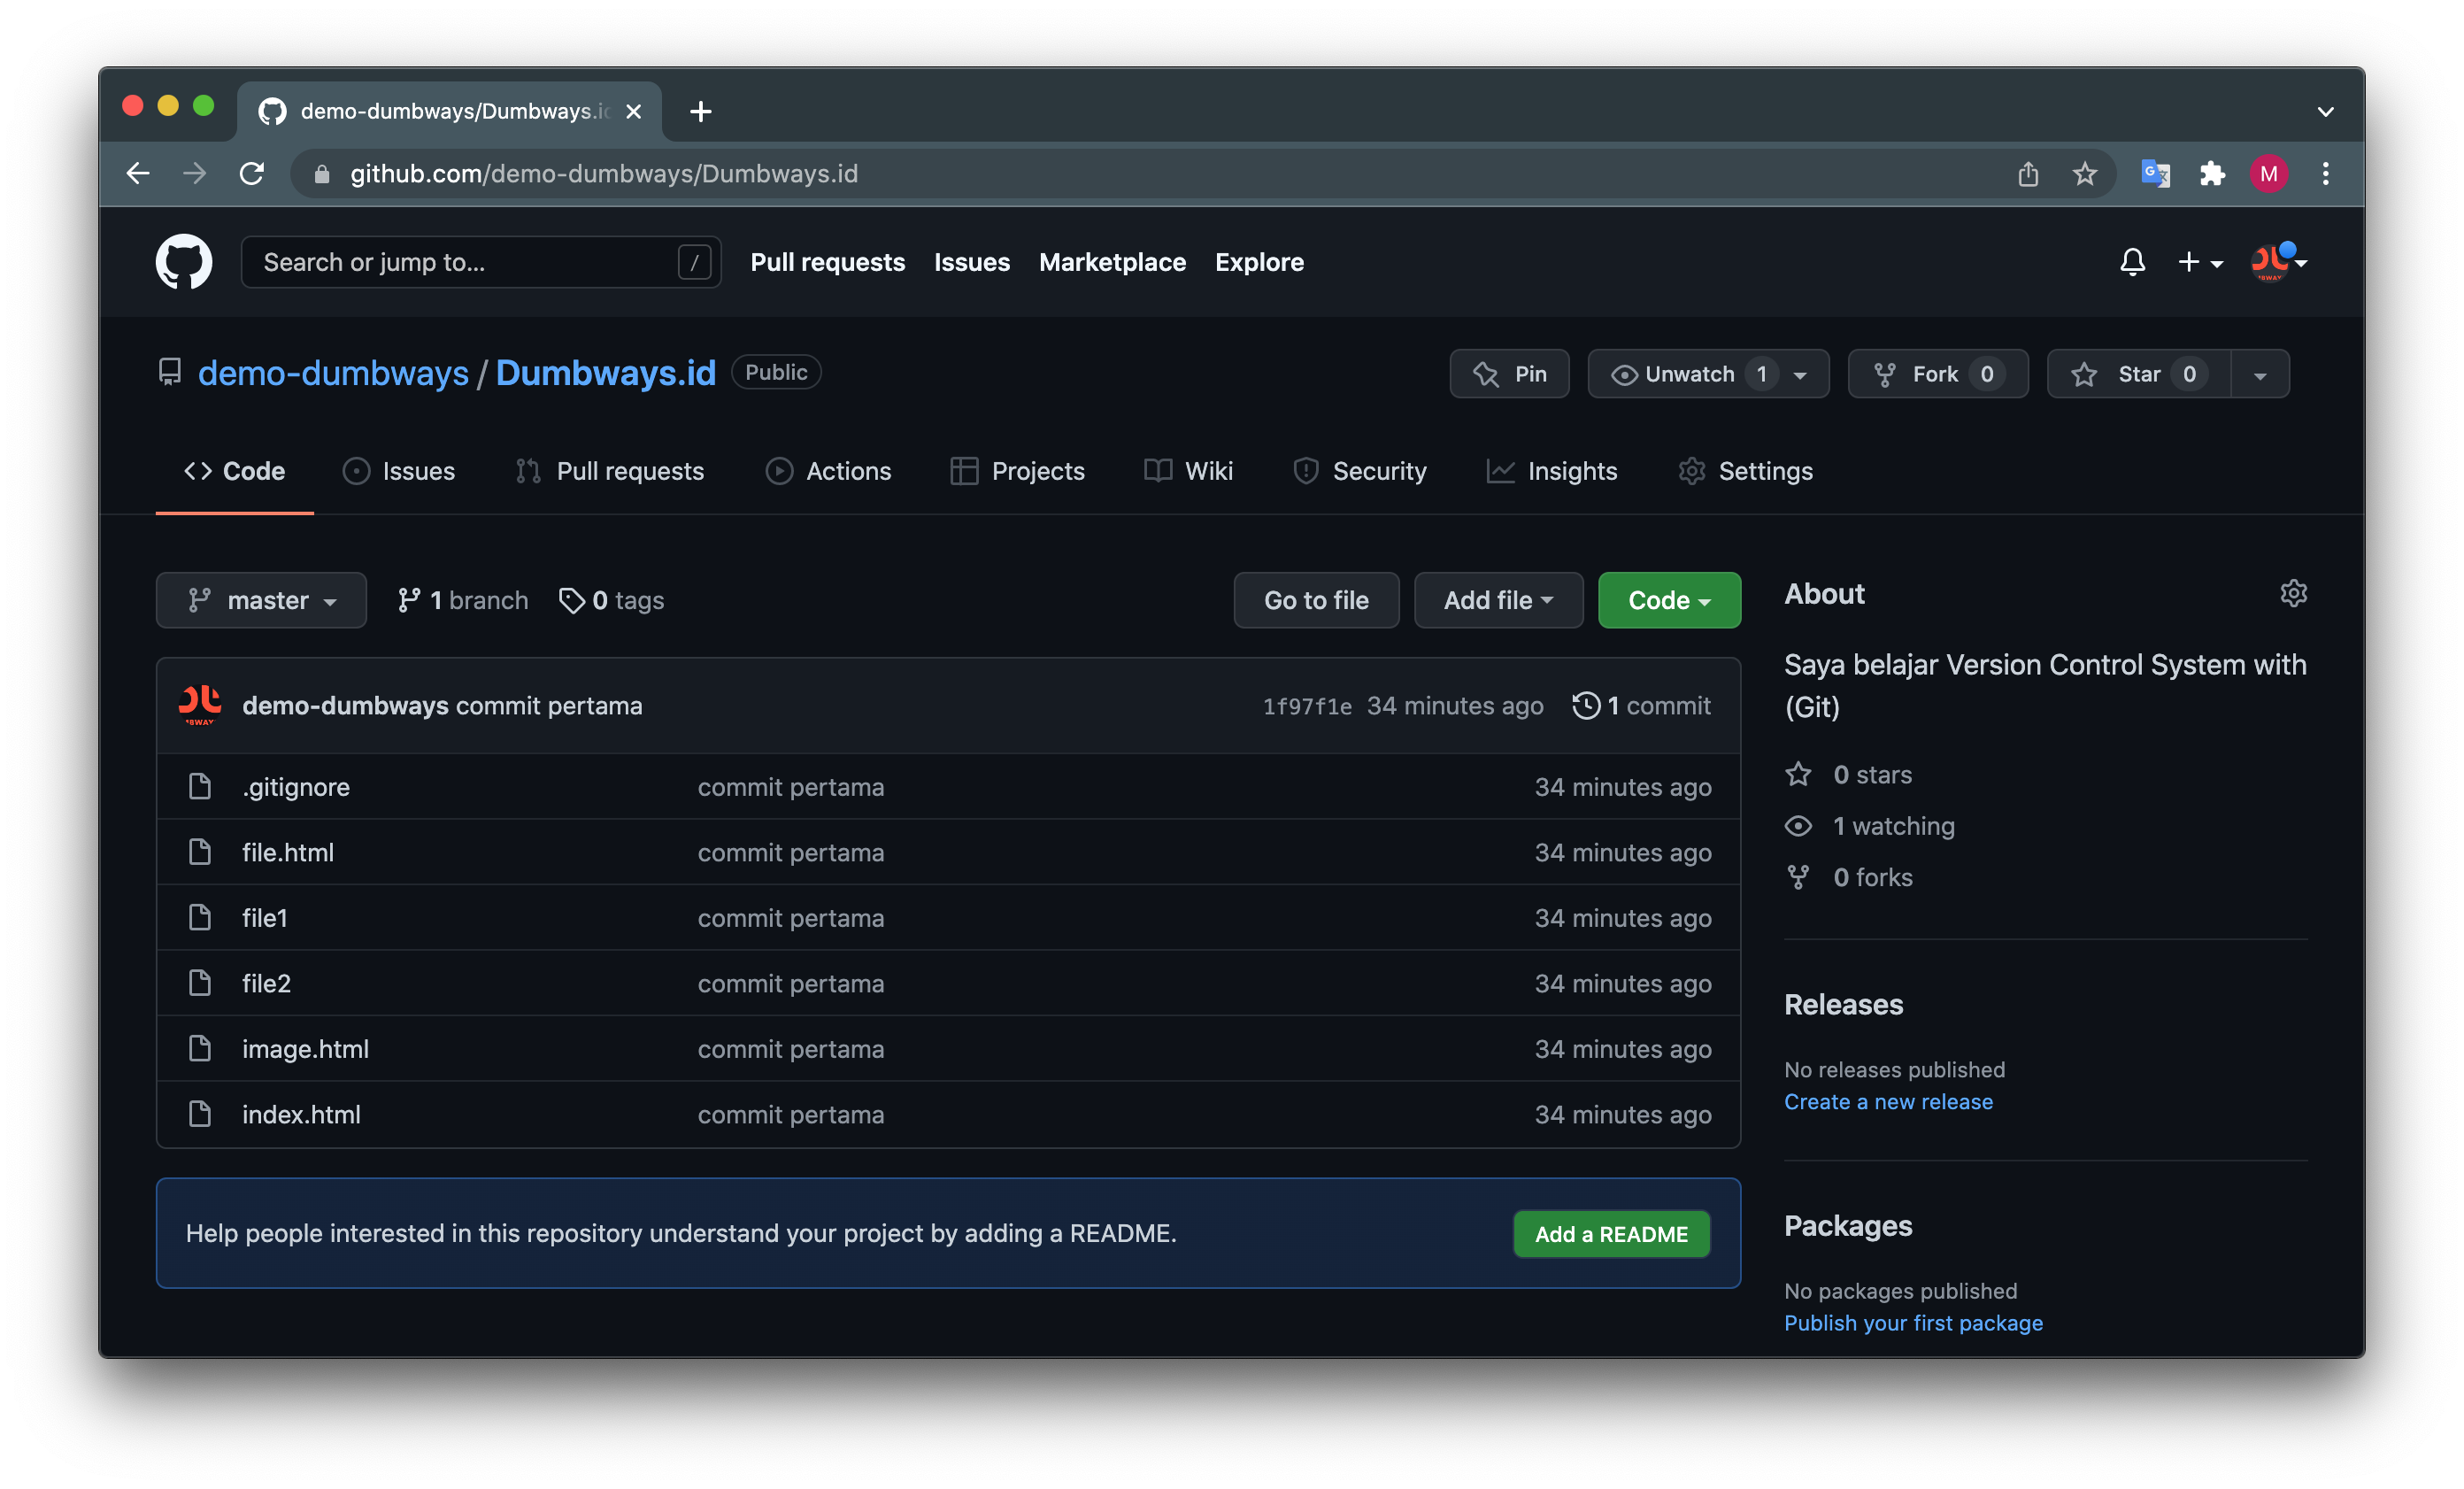 demo-dumbways/Dumbways.id
github.com/demo-dumbways/Dumbways.id
M
Search or jump to...
/
Pull requests Issues Marketplace Explore
demo-dumbways / Dumbways.id Public
Pin Unwatch 1 Fork 0 Star 0
Code Issues Pull requests Actions Projects Wiki Security Insights Settings
master 1 branch 0 tags Go to file Add file Code
demo-dumbways commit pertama 1f97f1e 34 minutes ago 1 commit
.gitignore commit pertama 34 minutes ago
file.html commit pertama 34 minutes ago
file1 commit pertama 34 minutes ago
file2 commit pertama 34 minutes ago
image.html commit pertama 34 minutes ago
index.html commit pertama 34 minutes ago
Help people interested in this repository understand your project by adding a README. Add a README
About
Saya belajar Version Control System with
(Git)
0 stars
1 watching
0 forks
Releases
No releases published
Create a new release
Packages
No packages published
Publish your first package